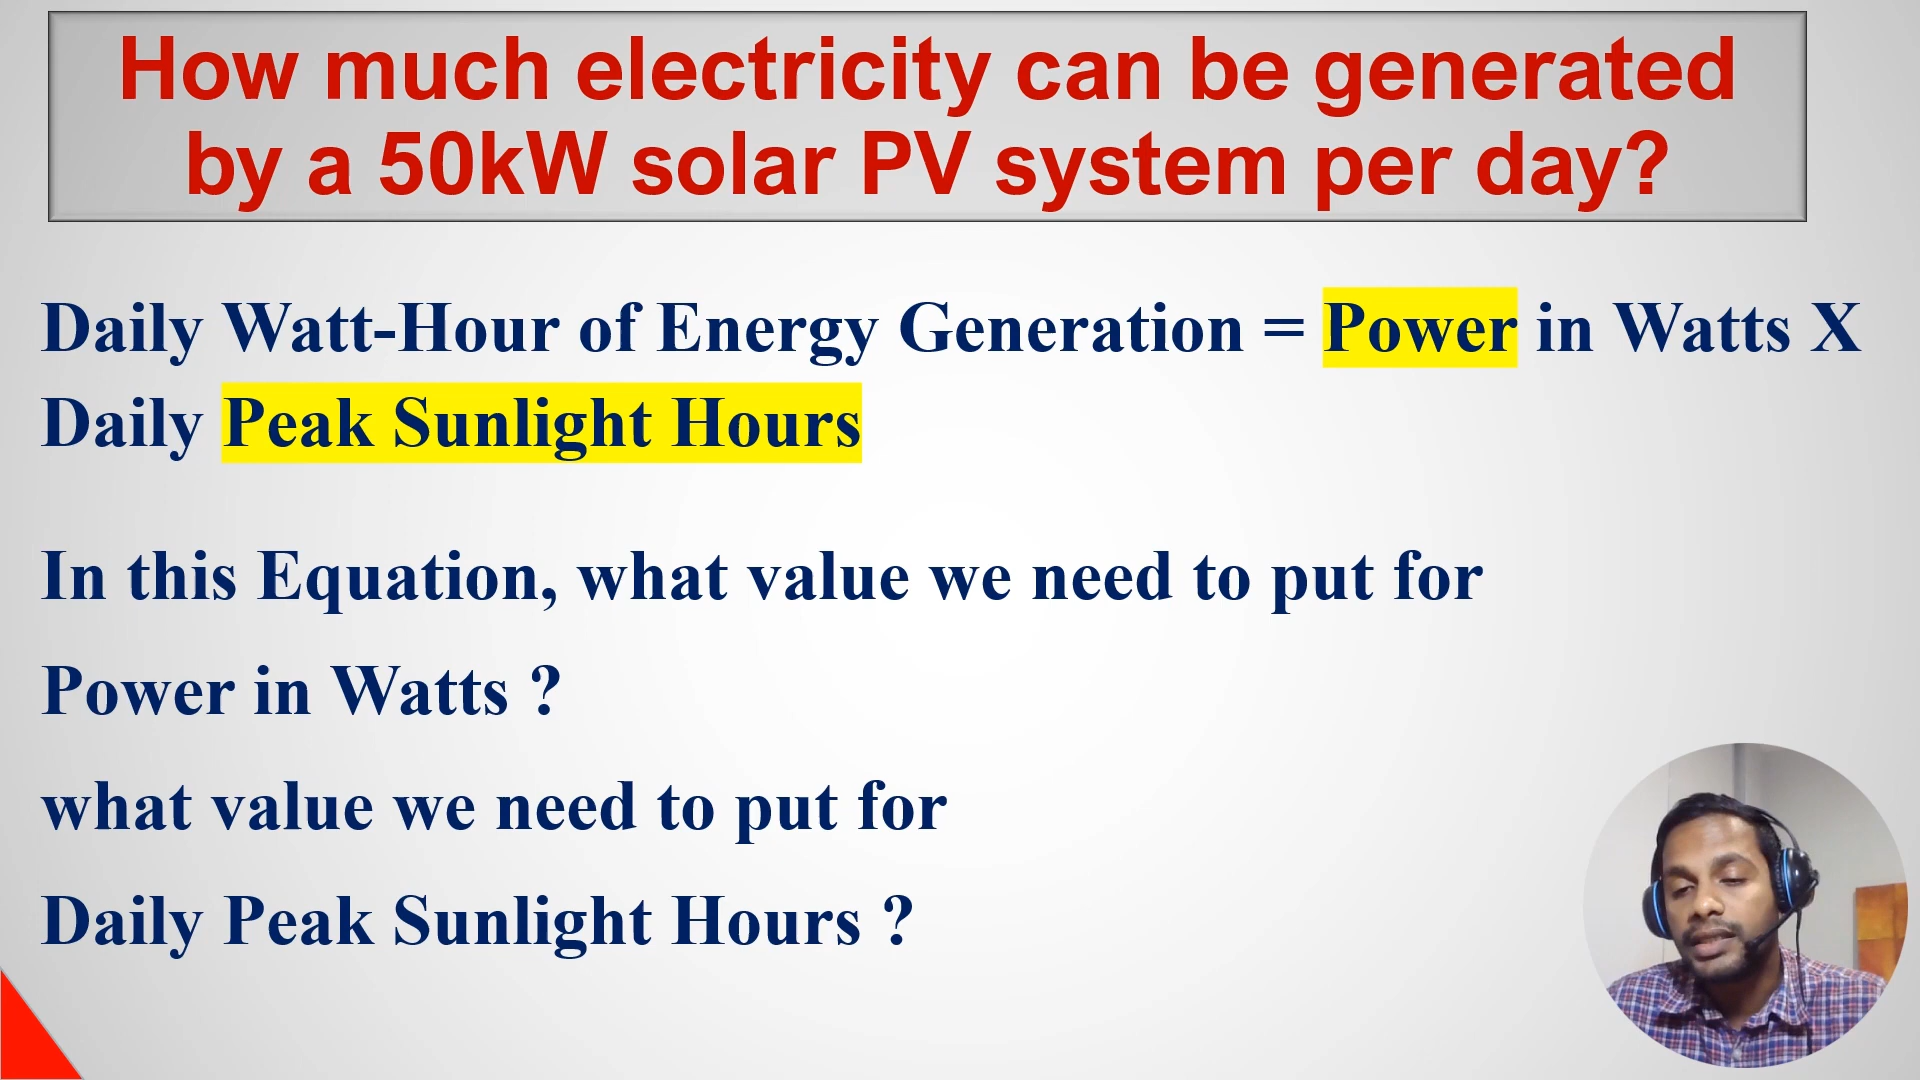 How much electricity can be generated
by a 50kW solar PV system per day?
Daily Watt-Hour of Energy Generation = Power in Watts X
Daily Peak Sunlight Hours
In this Equation, what value we need to put for
Power in Watts ?
what value we need to put for
Daily Peak Sunlight Hours ?